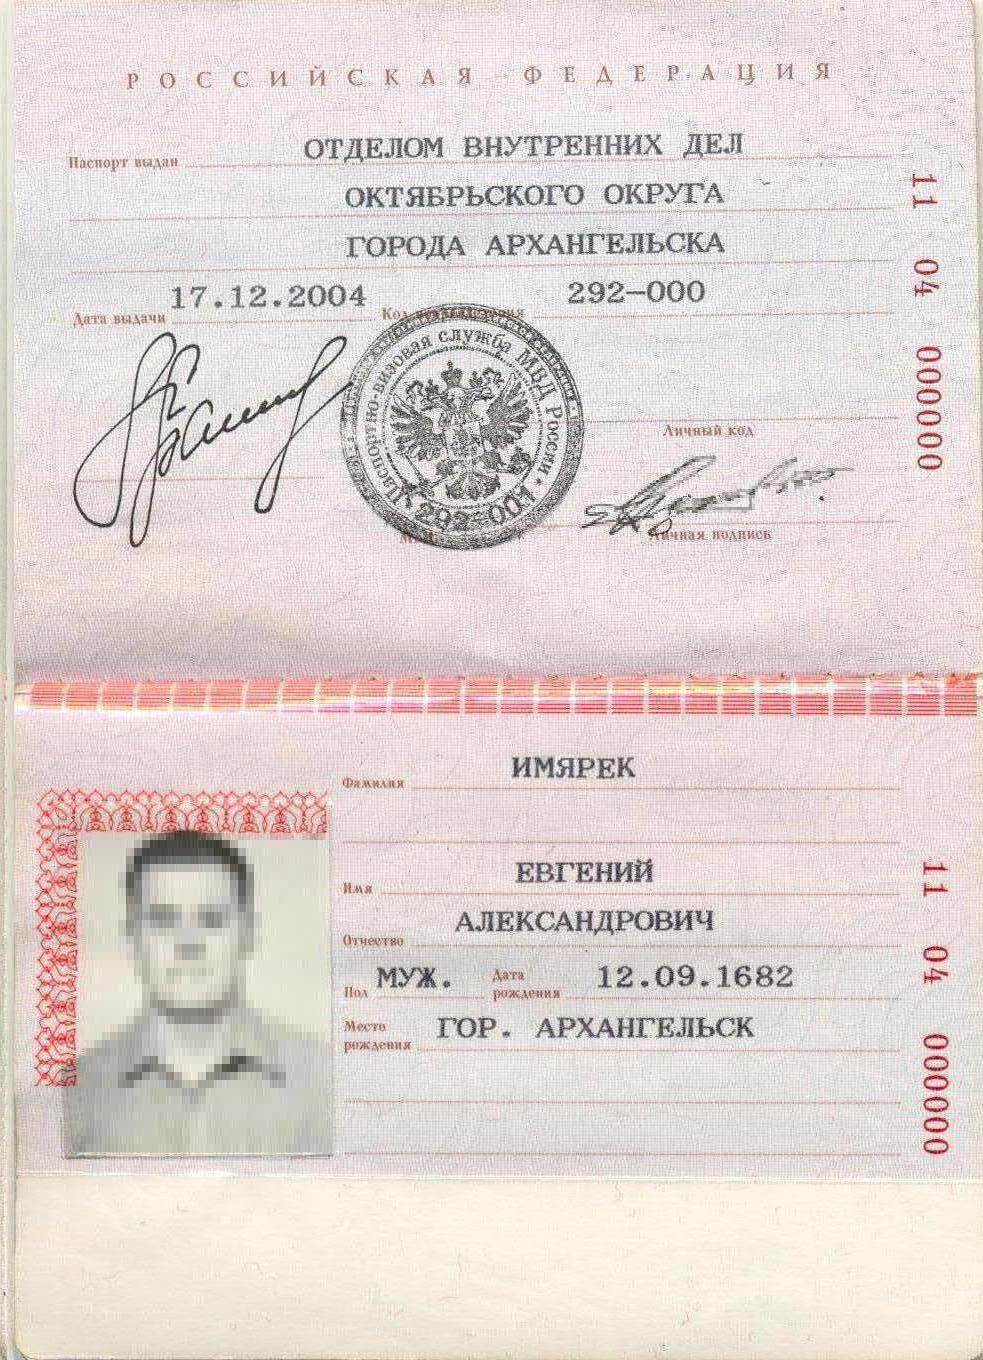 РОССИЙСКАЯ ФЕДЕРАЦИЯ
Паспорт выдан ОТДЕЛОМ ВНУТРЕННИХ ДЕЛ
ОКТЯБРЬСКОГО ОКРУГА
ГОРОДА АРХАНГЕЛЬСКА
Дата выдачи 17.12.2004 Код 292-000
11 04 000000
Паспортно-визовая служба МВД России
292-001
Личный код
Личная подпись
Фамилия ИМЯРЕК
Имя ЕВГЕНИЙ
Отчество АЛЕКСАНДРОВИЧ
Пол МУЖ. Дата рождения 12.09.1682
Место рождения ГОР. АРХАНГЕЛЬСК
11 04 000000